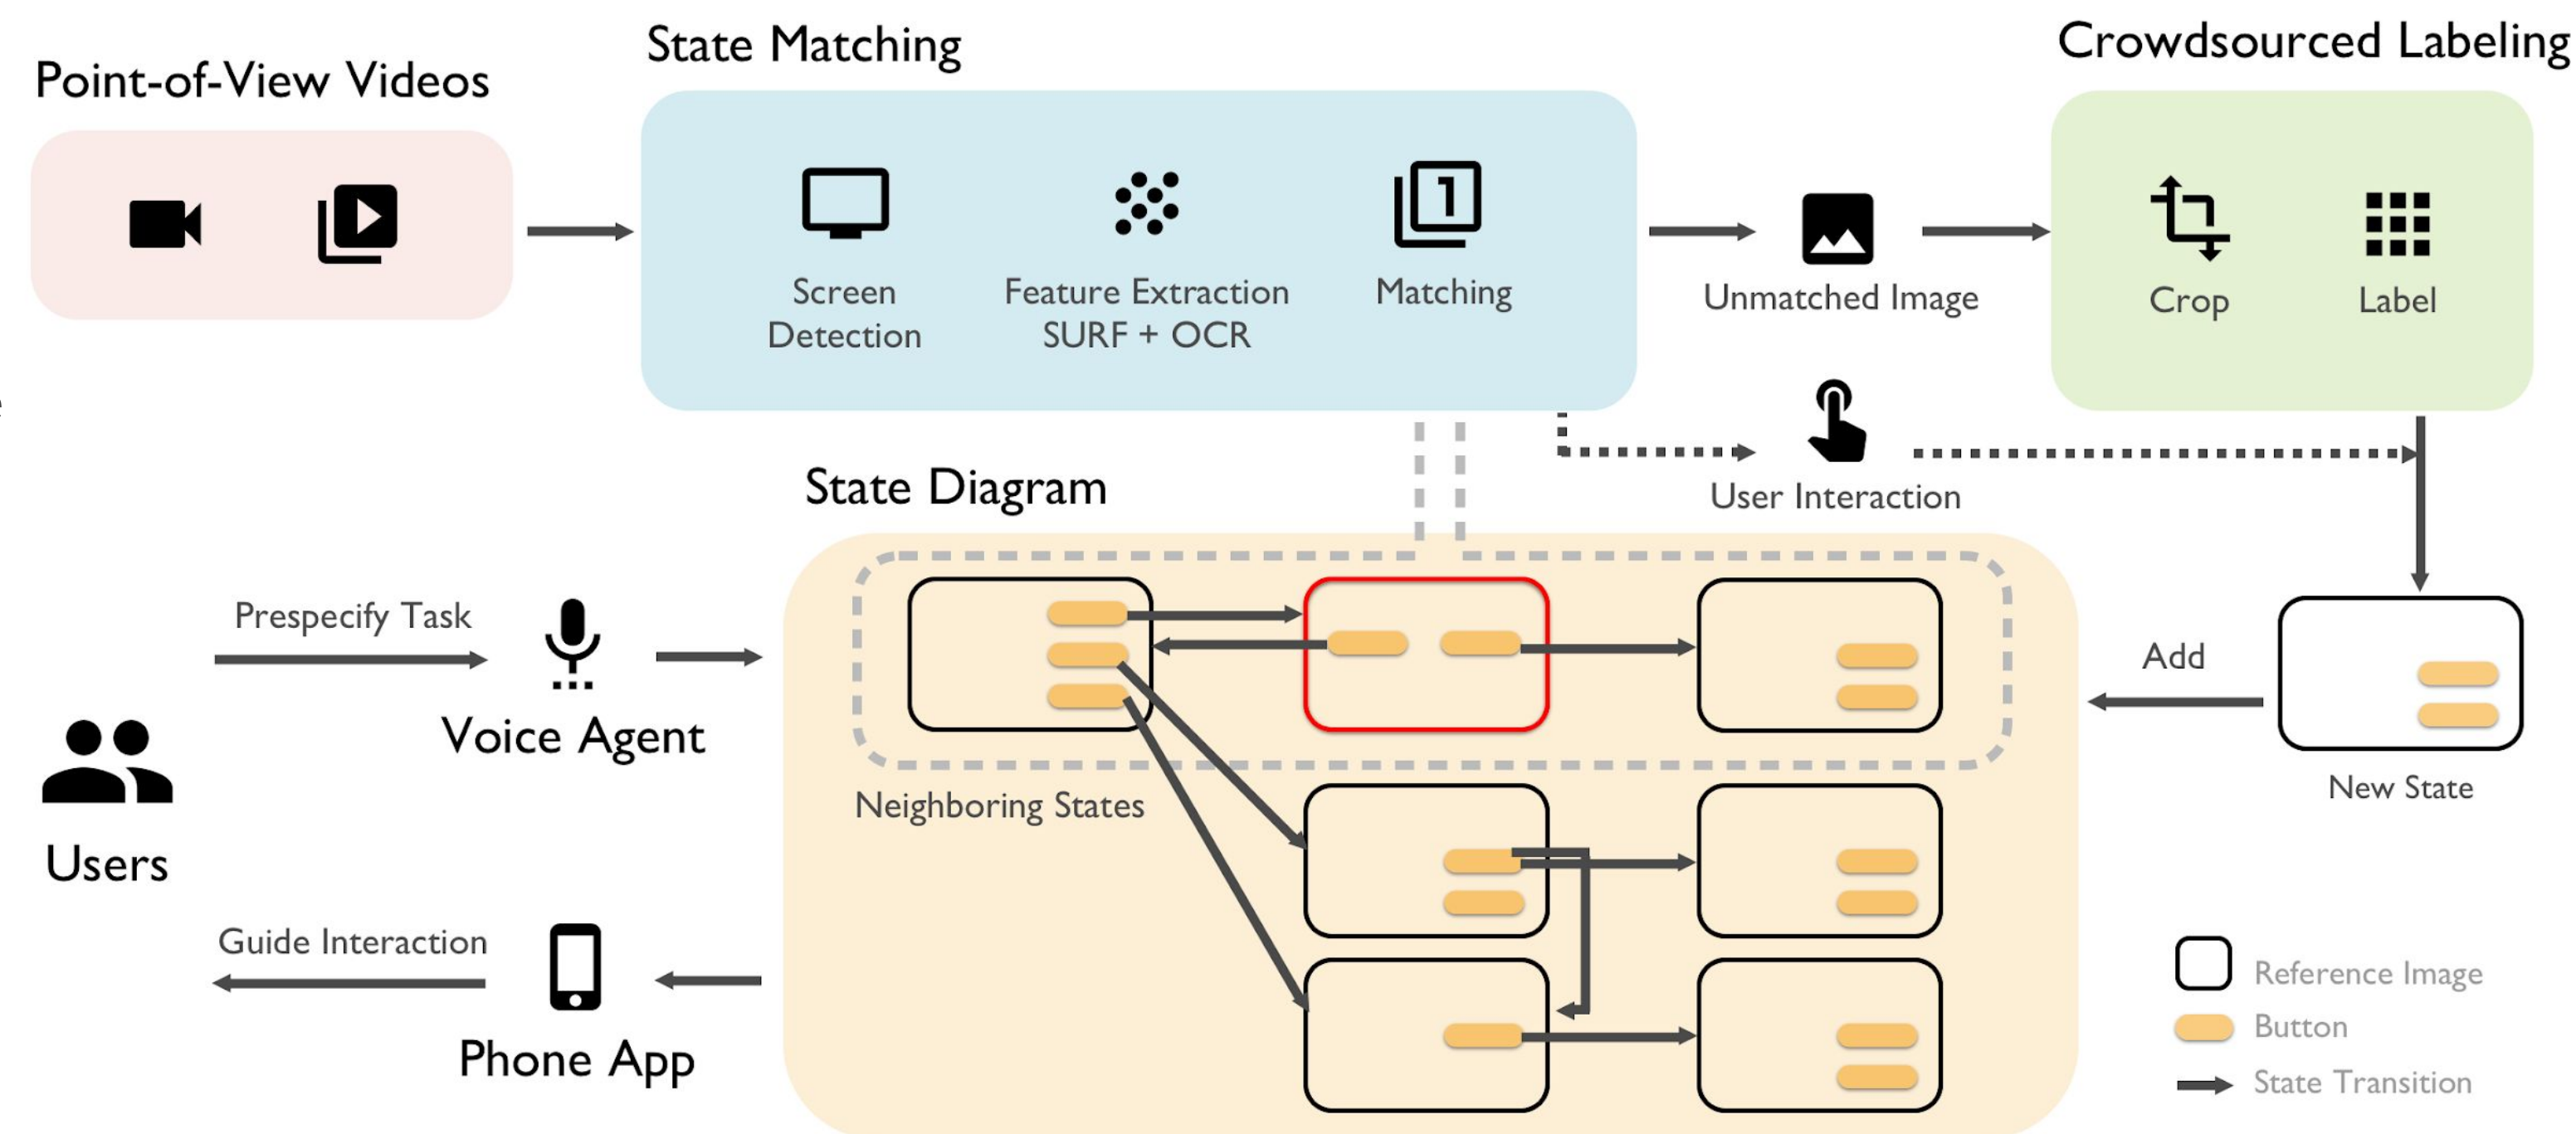 Point-of-View Videos
State Matching
Crowdsourced Labeling
1
Screen
Detection
Feature Extraction
SURF + OCR
Matching
Unmatched Image
Crop
Label
User Interaction
State Diagram
Prespecify Task
Voice Agent
Neighboring States
Add
New State
Users
Guide Interaction
Phone App
Reference Image
Button
State Transition